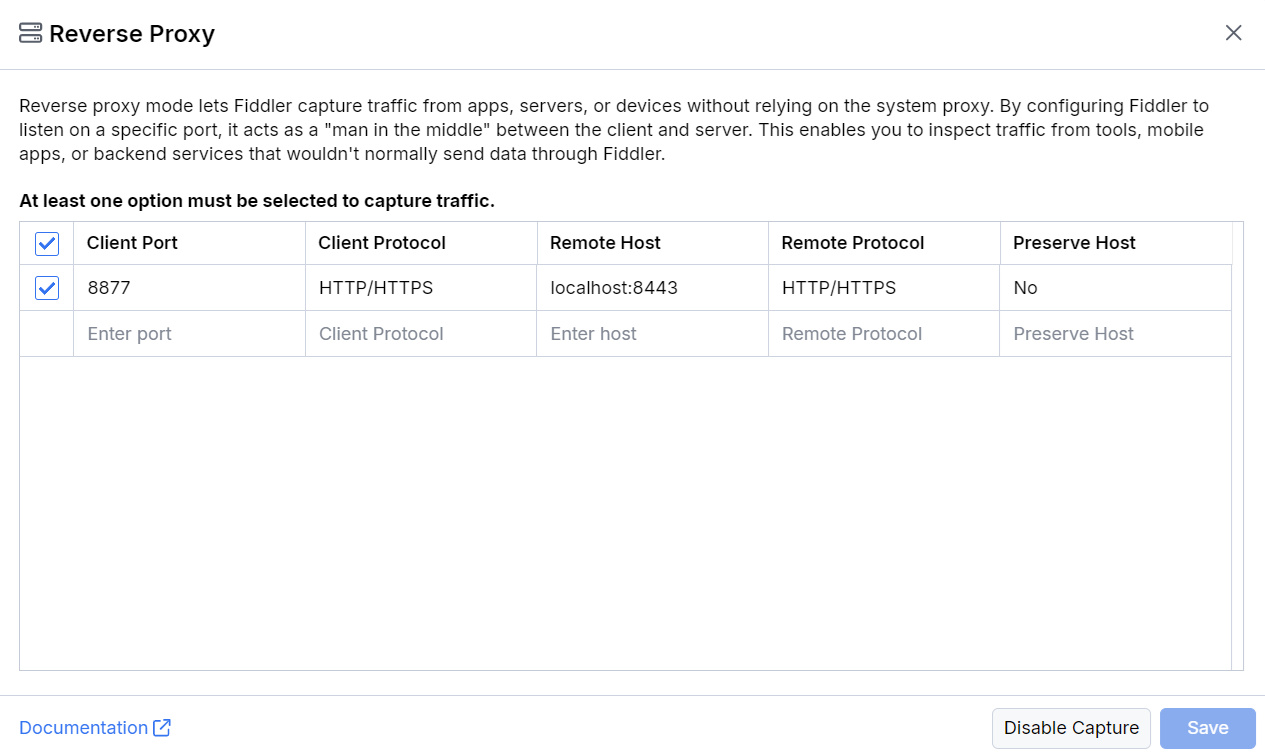 Reverse Proxy
Reverse proxy mode lets Fiddler capture traffic from apps, servers, or devices without relying on the system proxy. By configuring Fiddler to
listen on a specific port, it acts as a "man in the middle" between the client and server. This enables you to inspect traffic from tools, mobile
apps, or backend services that wouldn't normally send data through Fiddler.
At least one option must be selected to capture traffic.
Client Port Client Protocol Remote Host Remote Protocol Preserve Host
8877 HTTP/HTTPS localhost:8443 HTTP/HTTPS No
Enter port Client Protocol Enter host Remote Protocol Preserve Host
Documentation Disable Capture Save